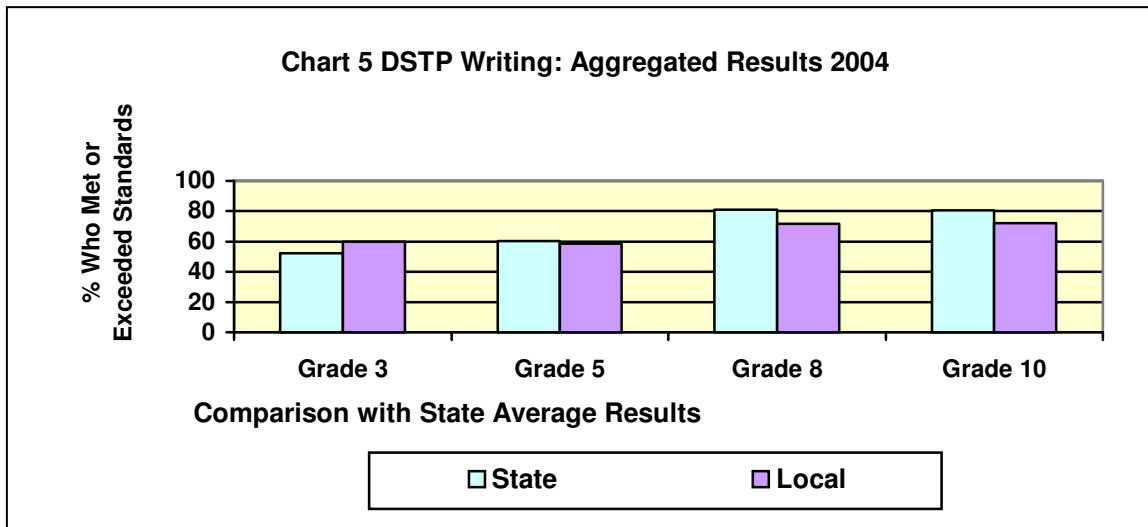 Chart 5 DSTP Writing: Aggregated Results 2004
% Who Met or
Exceeded Standards
100
80
60
40
20
0
Grade 3 Grade 5 Grade 8 Grade 10
Comparison with State Average Results
State Local